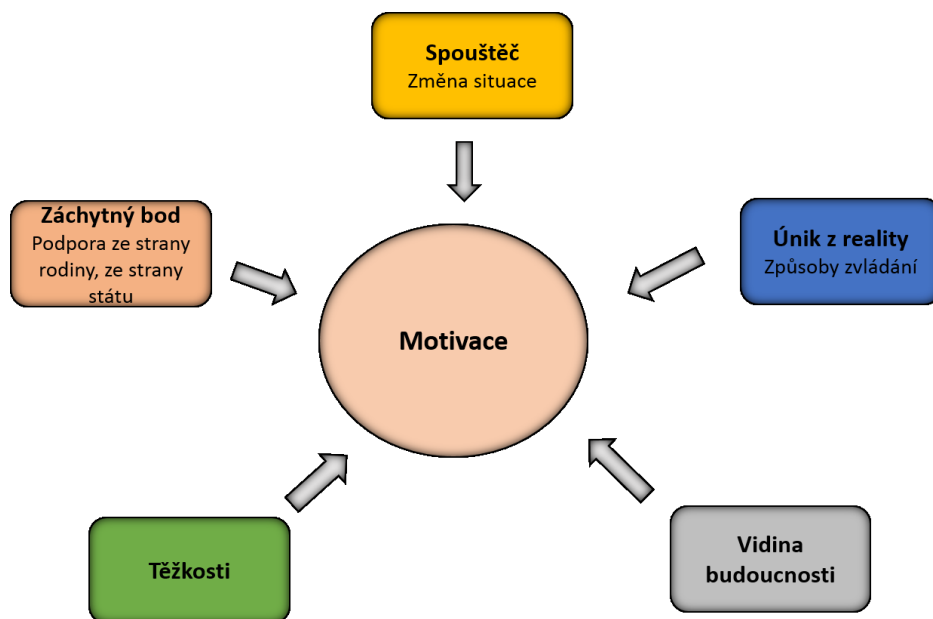 Spouštěč
Změna situace
Záchytný bod
Podpora ze strany
rodiny, ze strany
státu
Únik z reality
Způsoby zvládání
Motivace
Těžkosti
Vidina
budoucnosti